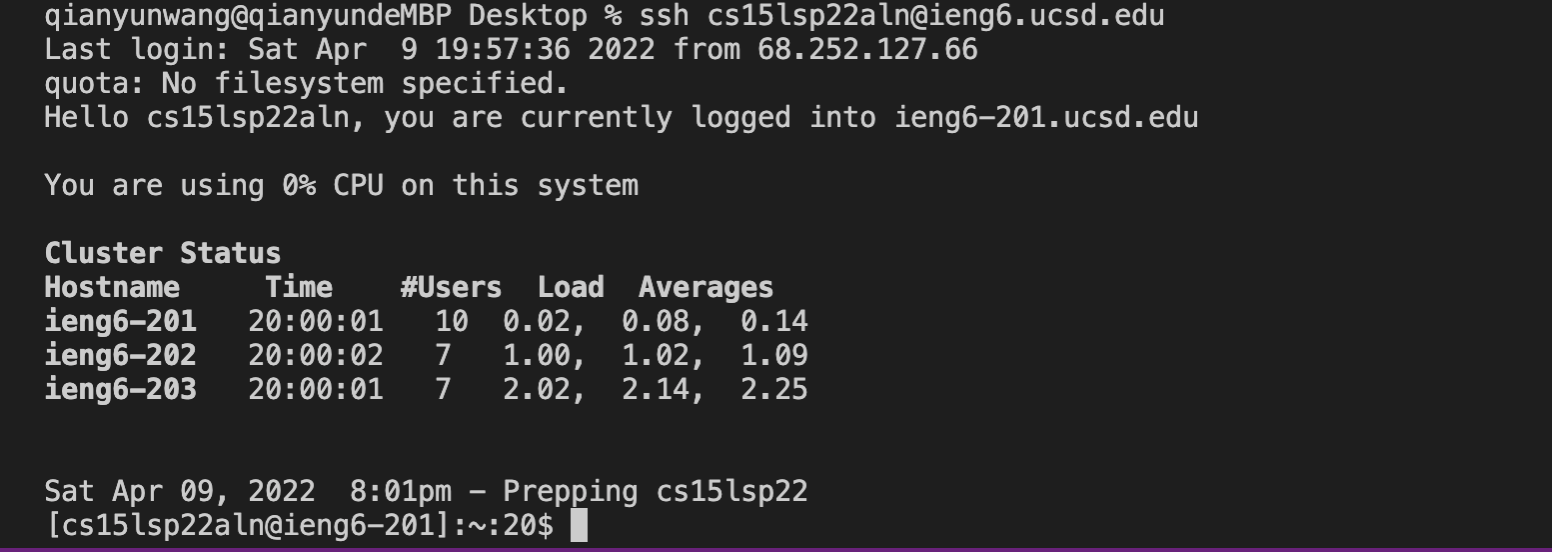 qianyunwang@qianyundeMBP Desktop % ssh cs15lsp22aln@ieng6.ucsd.edu
Last login: Sat Apr  9 19:57:36 2022 from 68.252.127.66
quota: No filesystem specified.
Hello cs15lsp22aln, you are currently logged into ieng6-201.ucsd.edu
You are using 0% CPU on this system
Cluster Status
Hostname     Time    #Users  Load  Averages
ieng6-201   20:00:01   10  0.02,  0.08,  0.14
ieng6-202   20:00:02   7   1.00,  1.02,  1.09
ieng6-203   20:00:01   7   2.02,  2.14,  2.25
Sat Apr 09, 2022  8:01pm - Prepping cs15lsp22
[cs15lsp22aln@ieng6-201]:~:20$